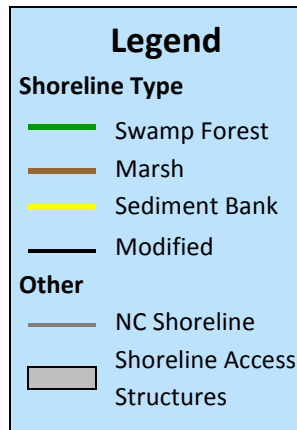 Legend
Shoreline Type
Swamp Forest
Marsh
Sediment Bank
Modified
Other
NC Shoreline
Shoreline Access
Structures